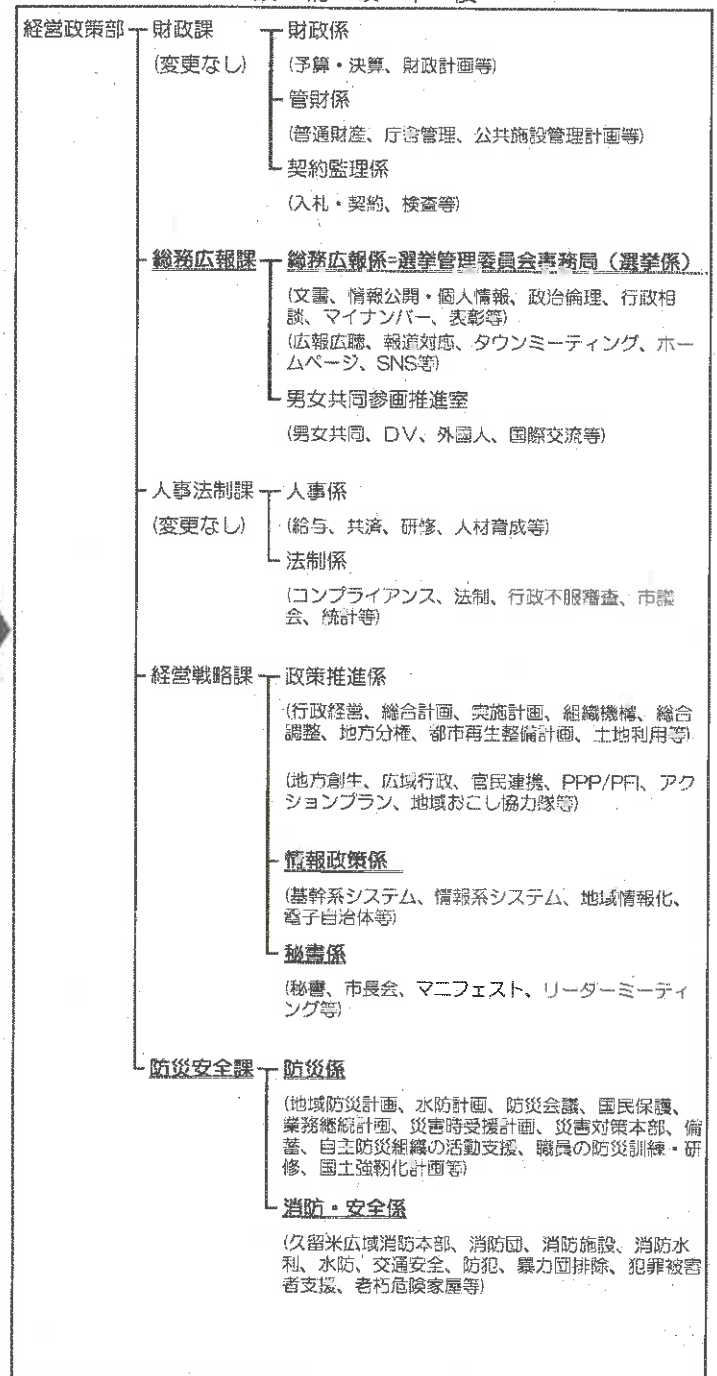 経営政策部 財政課 財政係
(変更なし) (予算・決算、財政計画等)
管財係
(普通財産、庁舎管理、公共施設管理計画等)
契約監理係
(入札・契約、検査等)
総務広報課 総務広報係=選挙管理委員会事務局（選挙係）
(文書、情報公開・個人情報、政治倫理、行政相
談、マイナンバー、表彰等)
(広報広聴、報道対応、タウンミーティング、ホー
ムページ、SNS等)
男女共同参画推進室
(男女共同、DV、外国人、国際交流等)
人事法制課 人事係
(変更なし) (給与、共済、研修、人材育成等)
法制係
(コンプライアンス、法制、行政不服審査、市議
会、統計等)
経営戦略課 政策推進係
(行政経営、総合計画、実施計画、組織機構、総合
調整、地方分権、都市再生整備計画、土地利用等)
(地方創生、広域行政、官民連携、PPP/PFI、アク
ションプラン、地域おこし協力隊等)
情報政策係
(基幹系システム、情報系システム、地域情報化、
電子自治体等)
秘書係
(秘書、市長会、マニフェスト、リーダーミーティ
ング等)
防災安全課 防災係
(地域防災計画、水防計画、防災会議、国民保護、
業務継続計画、災害時受援計画、災害対策本部、備
蓄、自主防災組織の活動支援、職員の防災訓練・研
修、国土強靭化計画等)
消防・安全係
(久留米広域消防本部、消防団、消防施設、消防水
利、水防、交通安全、防犯、暴力団排除、犯罪被害
者支援、老朽危険家屋等)